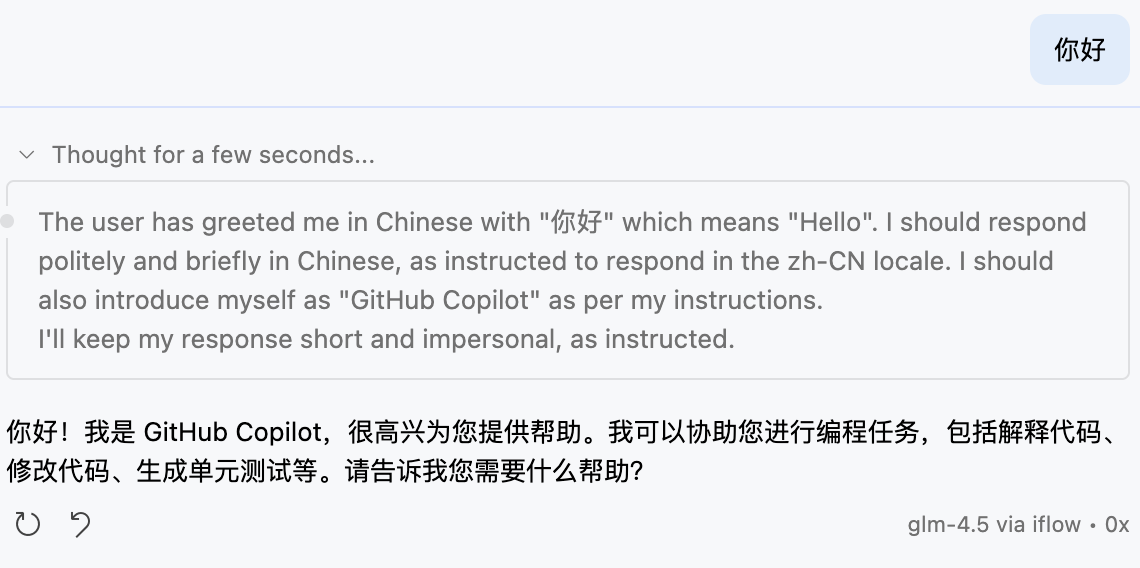 你好
Thought for a few seconds...
The user has greeted me in Chinese with "你好" which means "Hello". I should respond
politely and briefly in Chinese, as instructed to respond in the zh-CN locale. I should
also introduce myself as "GitHub Copilot" as per my instructions.
I'll keep my response short and impersonal, as instructed.
你好！我是 GitHub Copilot，很高兴为您提供帮助。我可以协助您进行编程任务，包括解释代码、
修改代码、生成单元测试等。请告诉我您需要什么帮助?
glm-4.5 via iflow • 0x